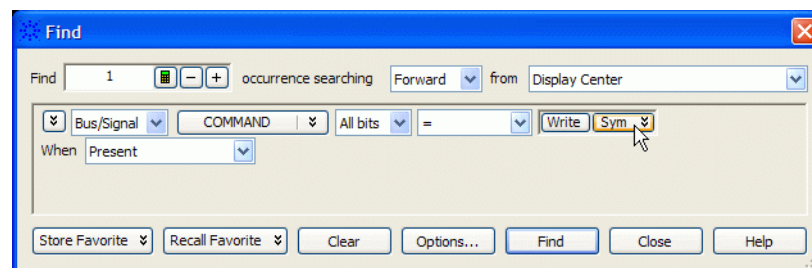 Find
Find 1 occurrence searching Forward from Display Center
Bus/Signal COMMAND All bits = Write Sym
When Present
Store Favorite Recall Favorite Clear Options... Find Close Help